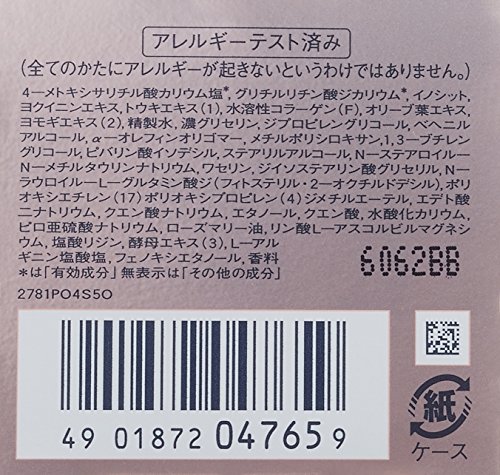 アレルギーテスト済み
(全てのかたにアレルギーが起きないというわけではありません。)
4－メトキシサリチル酸カリウム塩*, グリチルリチン酸ジカリウム*, イノシット,
ヨクイニンエキス, トウキエキス(1), 水溶性コラーゲン(F), オリーブ葉エキス,
ヨモギエキス(2), 精製水, 濃グリセリン, ジプロピレングリコール, ベヘニル
アルコール, α－オレフィンオリゴマー, メチルポリシロキサン, 1,3－ブチレン
グリコール, ピバリン酸イソデシル, ステアリルアルコール, N－ステアロイル－
N－メチルタウリンナトリウム, ワセリン, ジイソステアリン酸グリセリル, N－
ラウロイル－L－グルタミン酸ジ(フィトステリル・2－オクチルドデシル), ポリ
オキシエチレン(17)ポリオキシプロピレン(4)ジメチルエーテル, エデト酸
二ナトリウム, クエン酸ナトリウム, エタノール, クエン酸, 水酸化カリウム,
ピロ亜硫酸ナトリウム, ローズマリー油, リン酸L－アスコルビルマグネシ
ウム, 塩酸リジン, 酵母エキス(3), L－アル
ギニン塩酸塩, フェノキシエタノール, 香料
*は「有効成分」無表示は「その他の成分」
6062BB
2781PO4S5O
4901872047659
紙
ケース